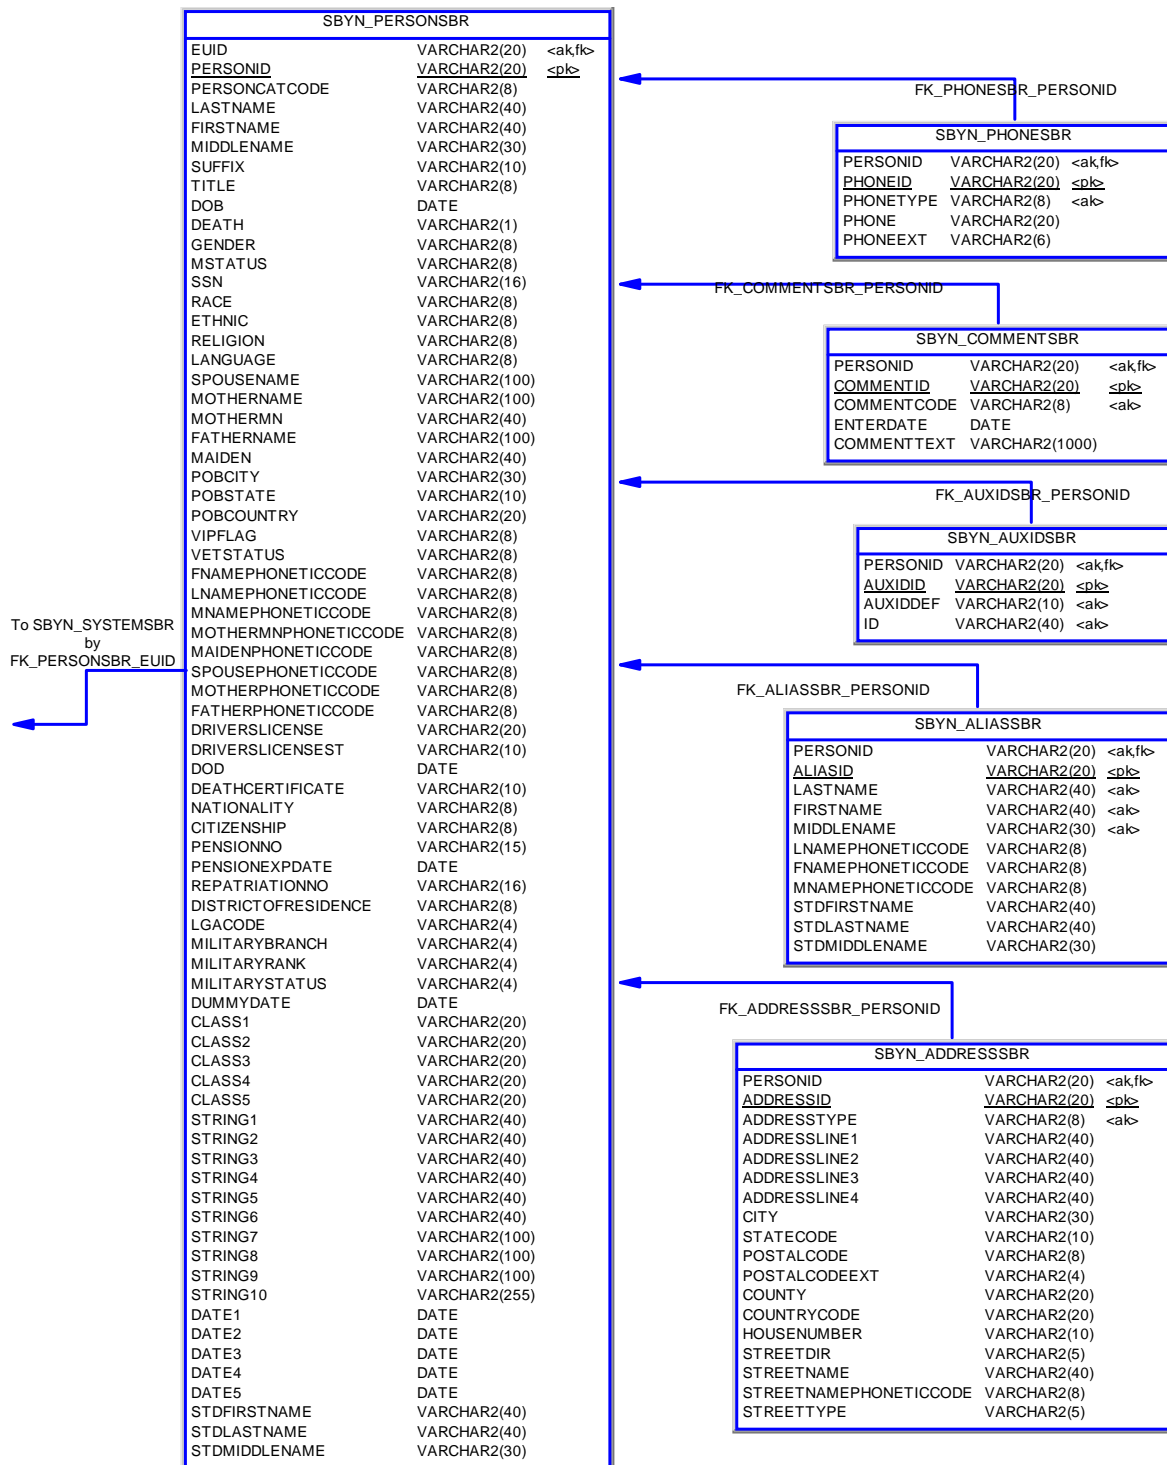 SBYN_PERSONSBR
EUID VARCHAR2(20) <ak,fk>
PERSONID VARCHAR2(20) <pk>
PERSONCATCODE VARCHAR2(8)
LASTNAME VARCHAR2(40)
FIRSTNAME VARCHAR2(40)
MIDDLENAME VARCHAR2(30)
SUFFIX VARCHAR2(10)
TITLE VARCHAR2(8)
DOB DATE
DEATH VARCHAR2(1)
GENDER VARCHAR2(8)
MSTATUS VARCHAR2(8)
SSN VARCHAR2(16)
RACE VARCHAR2(8)
ETHNIC VARCHAR2(8)
RELIGION VARCHAR2(8)
LANGUAGE VARCHAR2(8)
SPOUSENAME VARCHAR2(100)
MOTHERNAME VARCHAR2(100)
MOTHERMN VARCHAR2(40)
FATHERNAME VARCHAR2(100)
MAIDEN VARCHAR2(40)
POBCITY VARCHAR2(30)
POBSTATE VARCHAR2(10)
POBCOUNTRY VARCHAR2(20)
VIPFLAG VARCHAR2(8)
VETSTATUS VARCHAR2(8)
FNAMEPHONETICCODE VARCHAR2(8)
LNAMEPHONETICCODE VARCHAR2(8)
MNAMEPHONETICCODE VARCHAR2(8)
MOTHERMNPHONETICCODE VARCHAR2(8)
MAIDENPHONETICCODE VARCHAR2(8)
SPOUSEPHONETICCODE VARCHAR2(8)
MOTHERPHONETICCODE VARCHAR2(8)
FATHERPHONETICCODE VARCHAR2(8)
DRIVERSLICENSE VARCHAR2(20)
DRIVERSLICENSEST VARCHAR2(10)
DOD DATE
DEATHCERTIFICATE VARCHAR2(10)
NATIONALITY VARCHAR2(8)
CITIZENSHIP VARCHAR2(8)
PENSIONNO VARCHAR2(15)
PENSIONEXPDATE DATE
REPATRIATIONNO VARCHAR2(16)
DISTRICTOFRESIDENCE VARCHAR2(8)
LGACODE VARCHAR2(4)
MILITARYBRANCH VARCHAR2(4)
MILITARYRANK VARCHAR2(4)
MILITARYSTATUS VARCHAR2(4)
DUMMYDATE DATE
CLASS1 VARCHAR2(20)
CLASS2 VARCHAR2(20)
CLASS3 VARCHAR2(20)
CLASS4 VARCHAR2(20)
CLASS5 VARCHAR2(20)
STRING1 VARCHAR2(40)
STRING2 VARCHAR2(40)
STRING3 VARCHAR2(40)
STRING4 VARCHAR2(40)
STRING5 VARCHAR2(40)
STRING6 VARCHAR2(40)
STRING7 VARCHAR2(100)
STRING8 VARCHAR2(100)
STRING9 VARCHAR2(100)
STRING10 VARCHAR2(255)
DATE1 DATE
DATE2 DATE
DATE3 DATE
DATE4 DATE
DATE5 DATE
STDFIRSTNAME VARCHAR2(40)
STDLASTNAME VARCHAR2(40)
STDMIDDLENAME VARCHAR2(30)
To SBYN_SYSTEMSBR
by
FK_PERSONSBR_EUID
FK_PHONESBR_PERSONID
SBYN_PHONESBR
PERSONID VARCHAR2(20) <ak,fk>
PHONEID VARCHAR2(20) <pk>
PHONETYPE VARCHAR2(8) <ak>
PHONE VARCHAR2(20)
PHONEEXT VARCHAR2(6)
FK_COMMENTSBR_PERSONID
SBYN_COMMENTSBR
PERSONID VARCHAR2(20) <ak,fk>
COMMENTID VARCHAR2(20) <pk>
COMMENTCODE VARCHAR2(8) <ak>
ENTERDATE DATE
COMMENTTEXT VARCHAR2(1000)
FK_AUXIDSBR_PERSONID
SBYN_AUXIDSBR
PERSONID VARCHAR2(20) <ak,fk>
AUXIDID VARCHAR2(20) <pk>
AUXIDDEF VARCHAR2(10) <ak>
ID VARCHAR2(40) <ak>
FK_ALIASSBR_PERSONID
SBYN_ALIASSBR
PERSONID VARCHAR2(20) <ak,fk>
ALIASID VARCHAR2(20) <pk>
LASTNAME VARCHAR2(40) <ak>
FIRSTNAME VARCHAR2(40) <ak>
MIDDLENAME VARCHAR2(30) <ak>
LNAMEPHONETICCODE VARCHAR2(8)
FNAMEPHONETICCODE VARCHAR2(8)
MNAMEPHONETICCODE VARCHAR2(8)
STDFIRSTNAME VARCHAR2(40)
STDLASTNAME VARCHAR2(40)
STDMIDDLENAME VARCHAR2(30)
FK_ADDRESSSBR_PERSONID
SBYN_ADDRESSSBR
PERSONID VARCHAR2(20) <ak,fk>
ADDRESSID VARCHAR2(20) <pk>
ADDRESSTYPE VARCHAR2(8) <ak>
ADDRESSLINE1 VARCHAR2(40)
ADDRESSLINE2 VARCHAR2(40)
ADDRESSLINE3 VARCHAR2(40)
ADDRESSLINE4 VARCHAR2(40)
CITY VARCHAR2(30)
STATECODE VARCHAR2(10)
POSTALCODE VARCHAR2(8)
POSTALCODEEXT VARCHAR2(4)
COUNTY VARCHAR2(20)
COUNTRYCODE VARCHAR2(20)
HOUSENUMBER VARCHAR2(10)
STREETDIR VARCHAR2(5)
STREETNAME VARCHAR2(40)
STREETNAMEPHONETICCODE VARCHAR2(8)
STREETTYPE VARCHAR2(5)